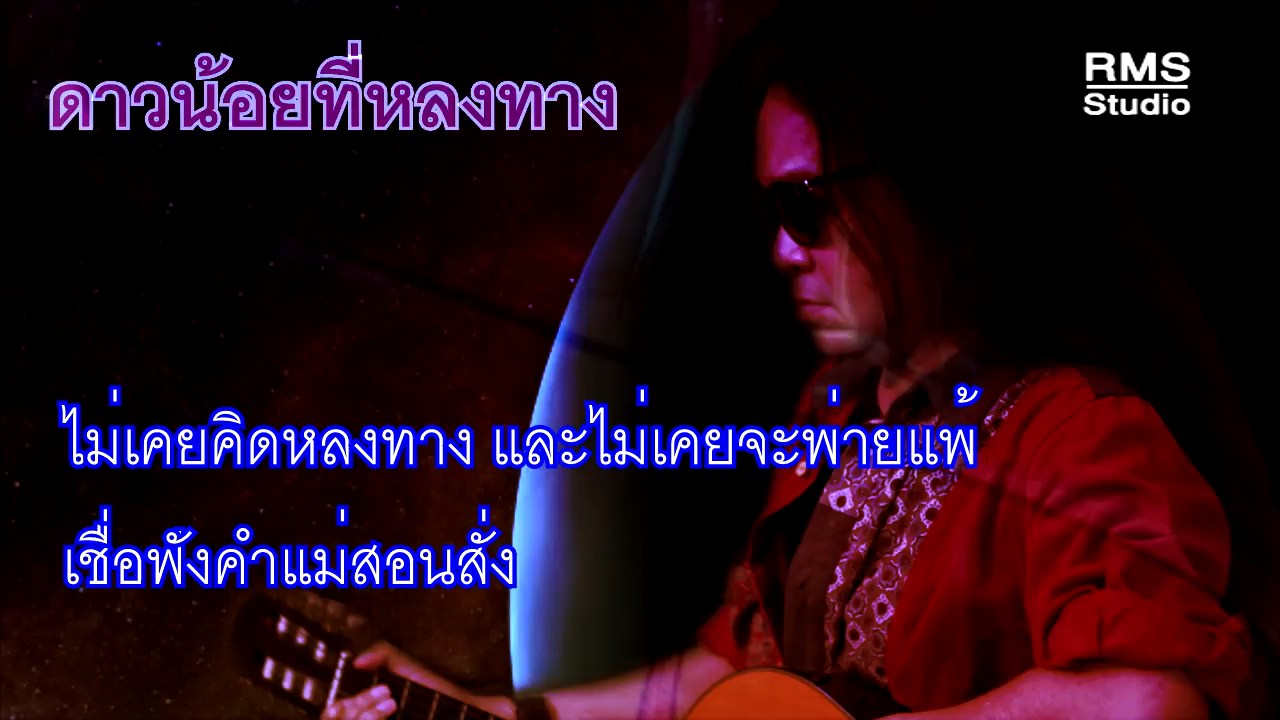 ดาวน้อยที่หลงทาง
RMS
Studio
ไม่เคยคิดหลงทาง และไม่เคยจะพ่ายแพ้
เชื่อพังคำแม่สอนสั่ง